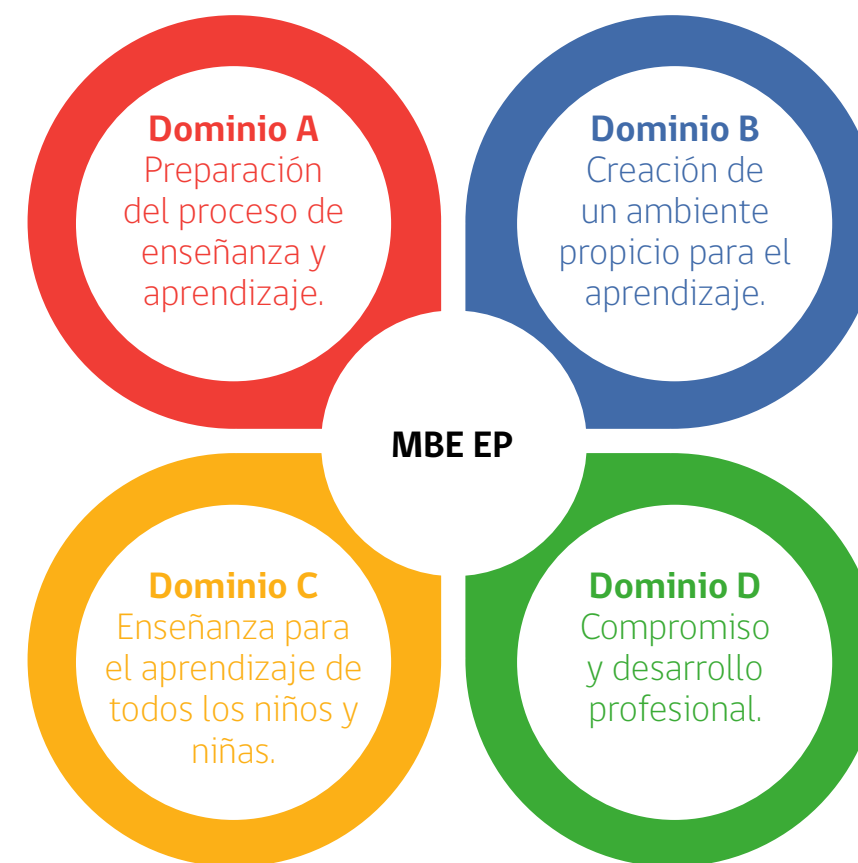 Dominio A
Preparación
del proceso de
enseñanza y
aprendizaje.
Dominio B
Creación de
un ambiente
propicio para el
aprendizaje.
MBE EP
Dominio C
Enseñanza para
el aprendizaje de
todos los niños y
niñas.
Dominio D
Compromiso
y desarrollo
profesional.